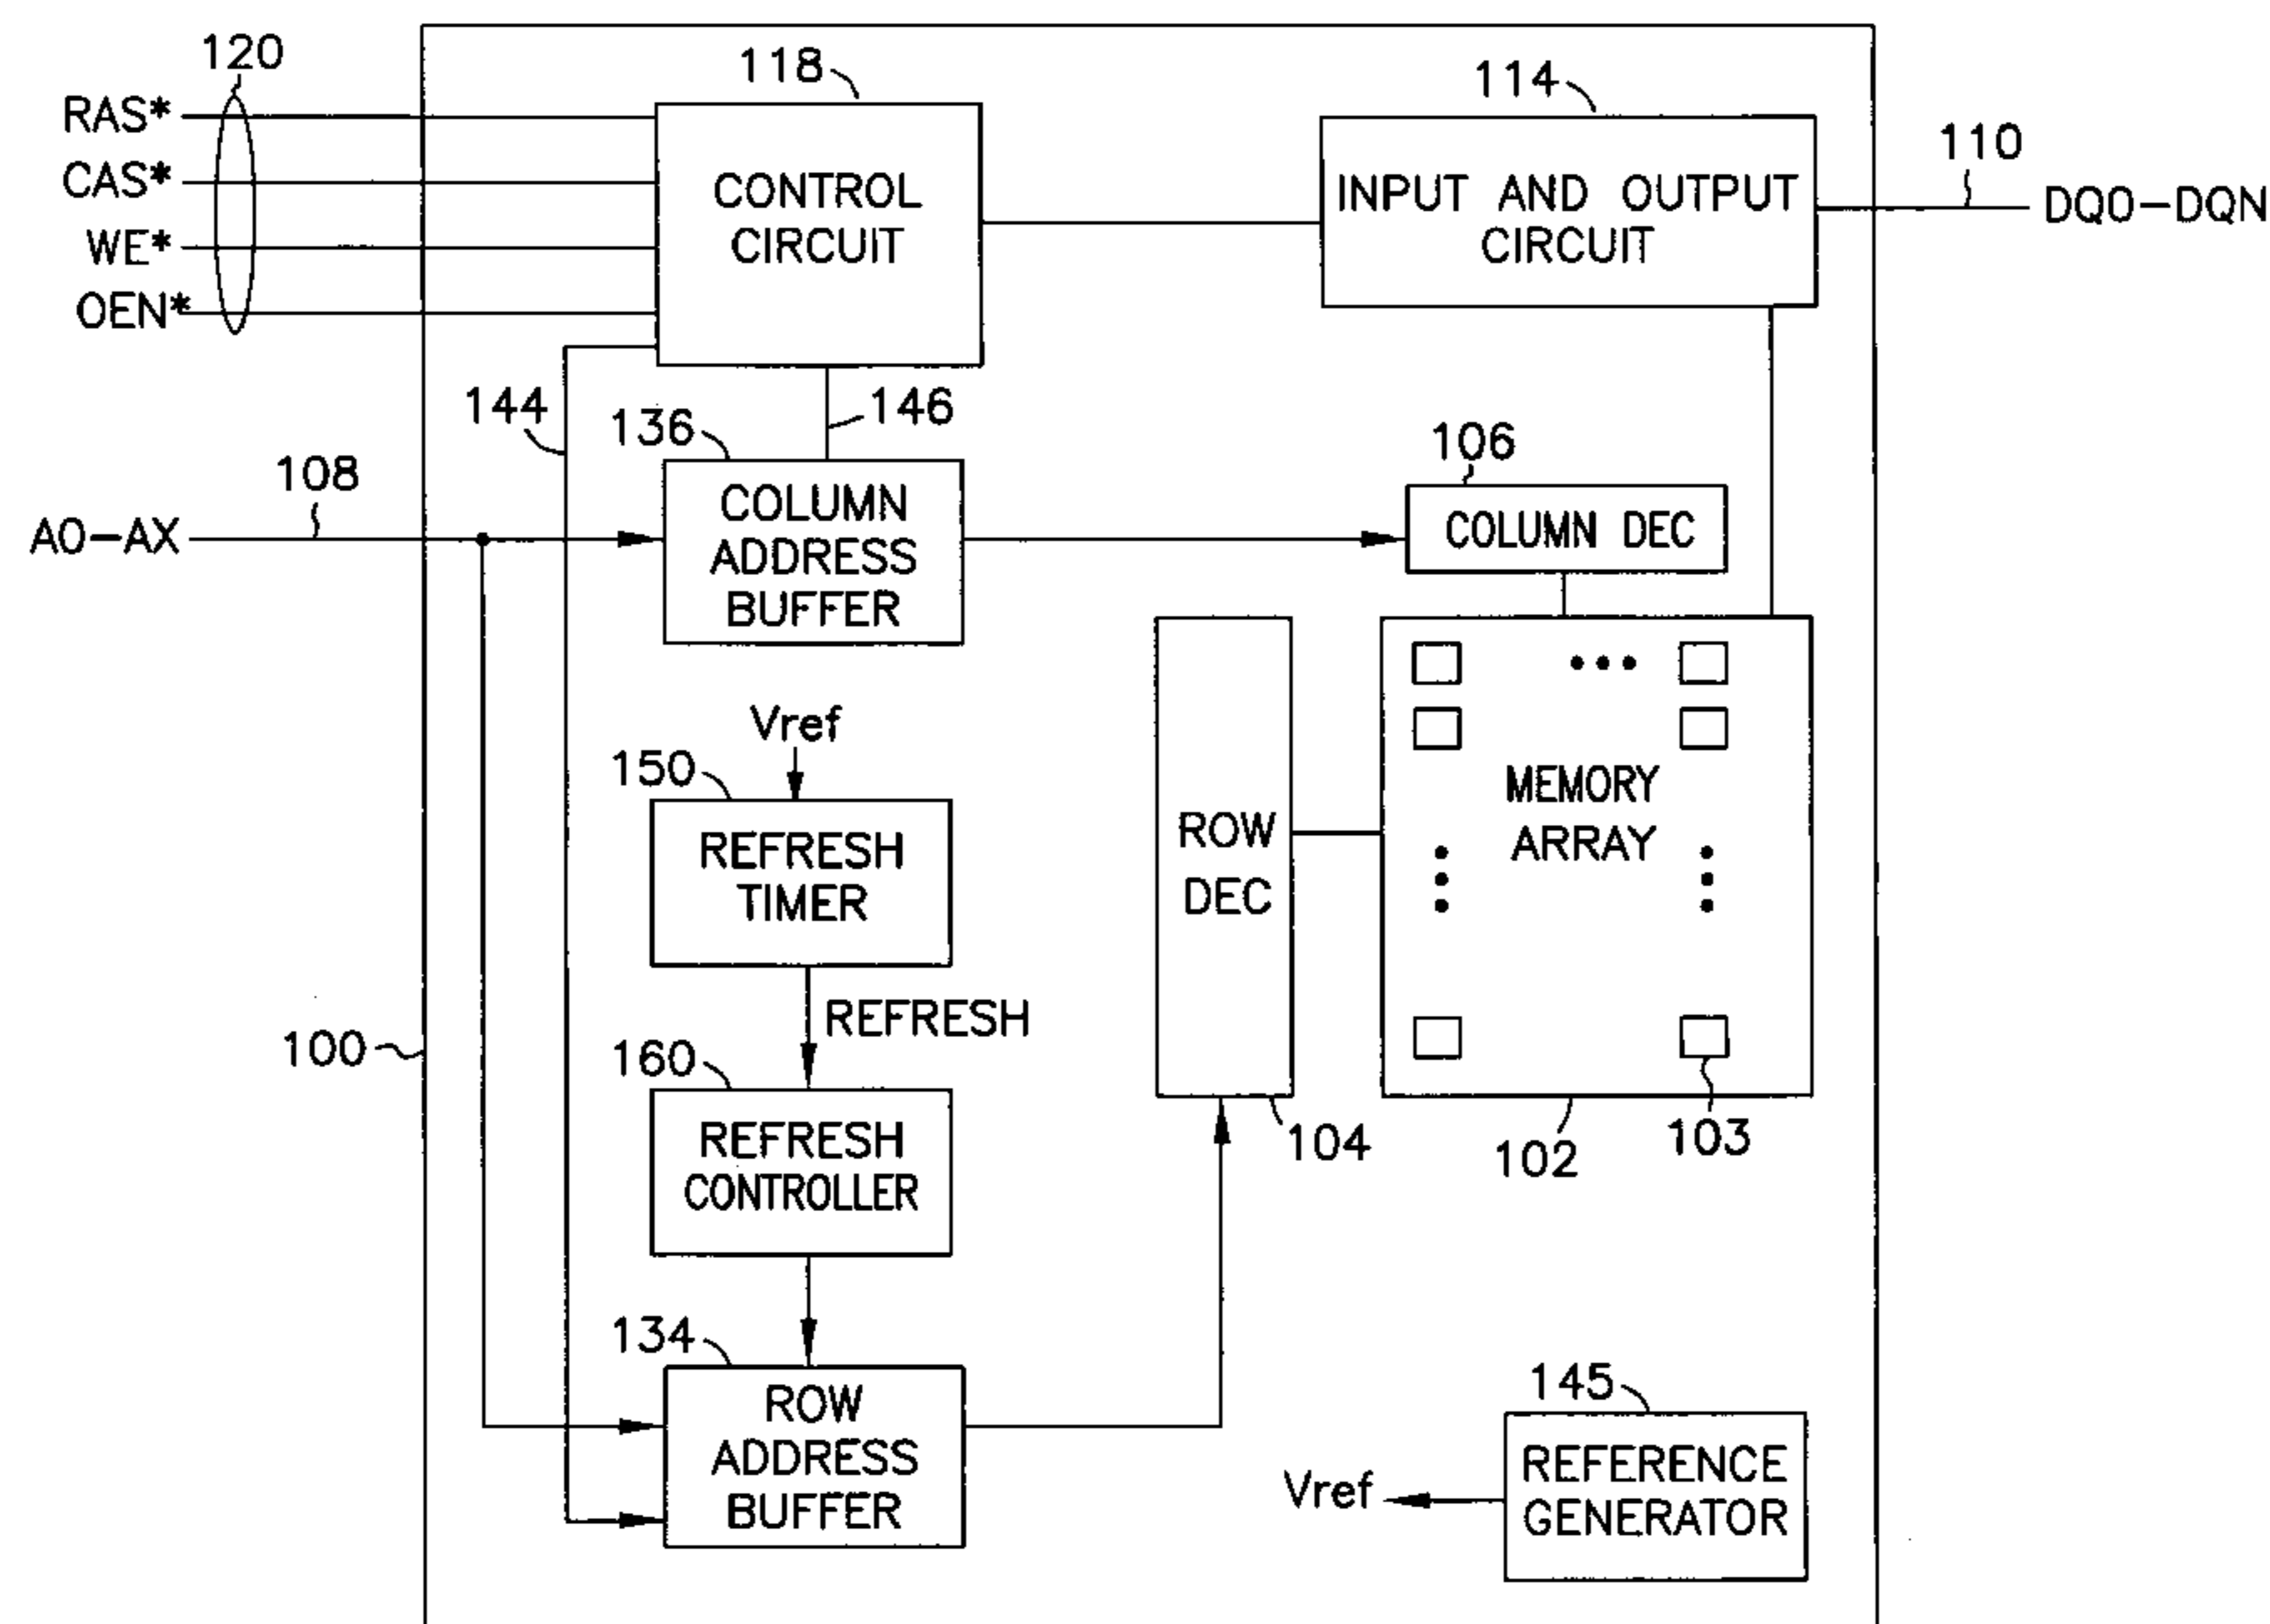 120
118
114
110
RAS*
CAS*
WE*
OEN*
CONTROL
CIRCUIT
INPUT AND OUTPUT
CIRCUIT
DQ0-DQN
144
146
136
106
108
A0-AX
COLUMN
ADDRESS
BUFFER
COLUMN DEC
Vref
150
REFRESH
TIMER
ROW
DEC
MEMORY
ARRAY
REFRESH
100
160
REFRESH
CONTROLLER
104
102
103
134
ROW
ADDRESS
BUFFER
145
Vref
REFERENCE
GENERATOR